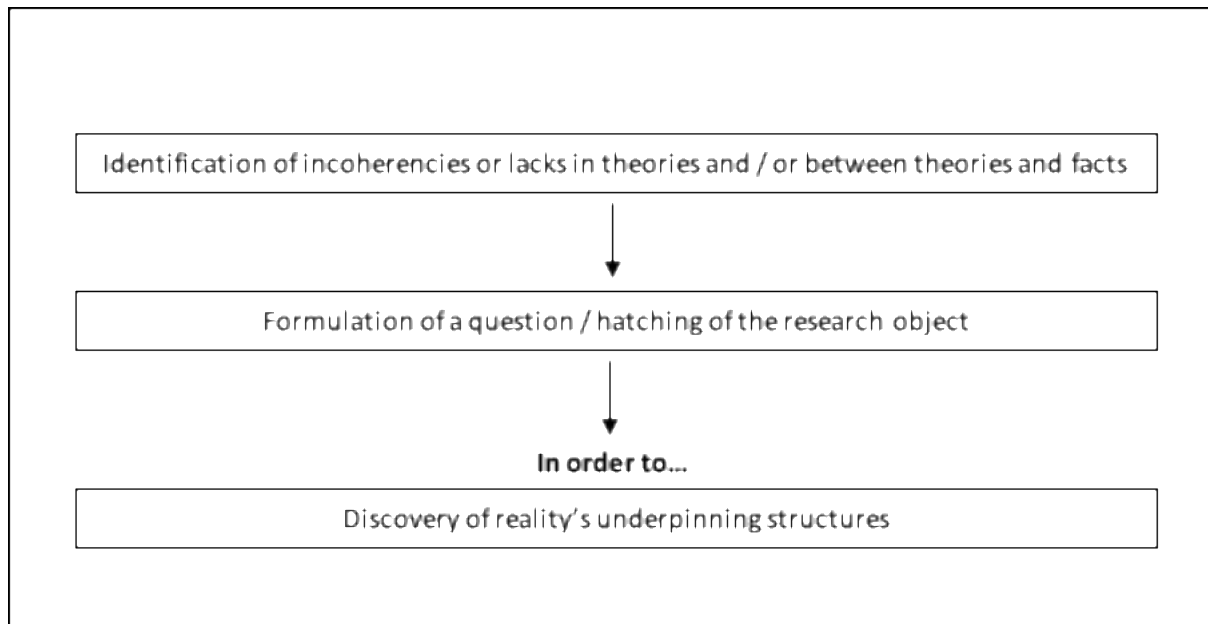 Identification of incoherencies or lacks in theories and / or between theories and facts
Formulation of a question / hatching of the research object
In order to...
Discovery of reality's underpinning structures